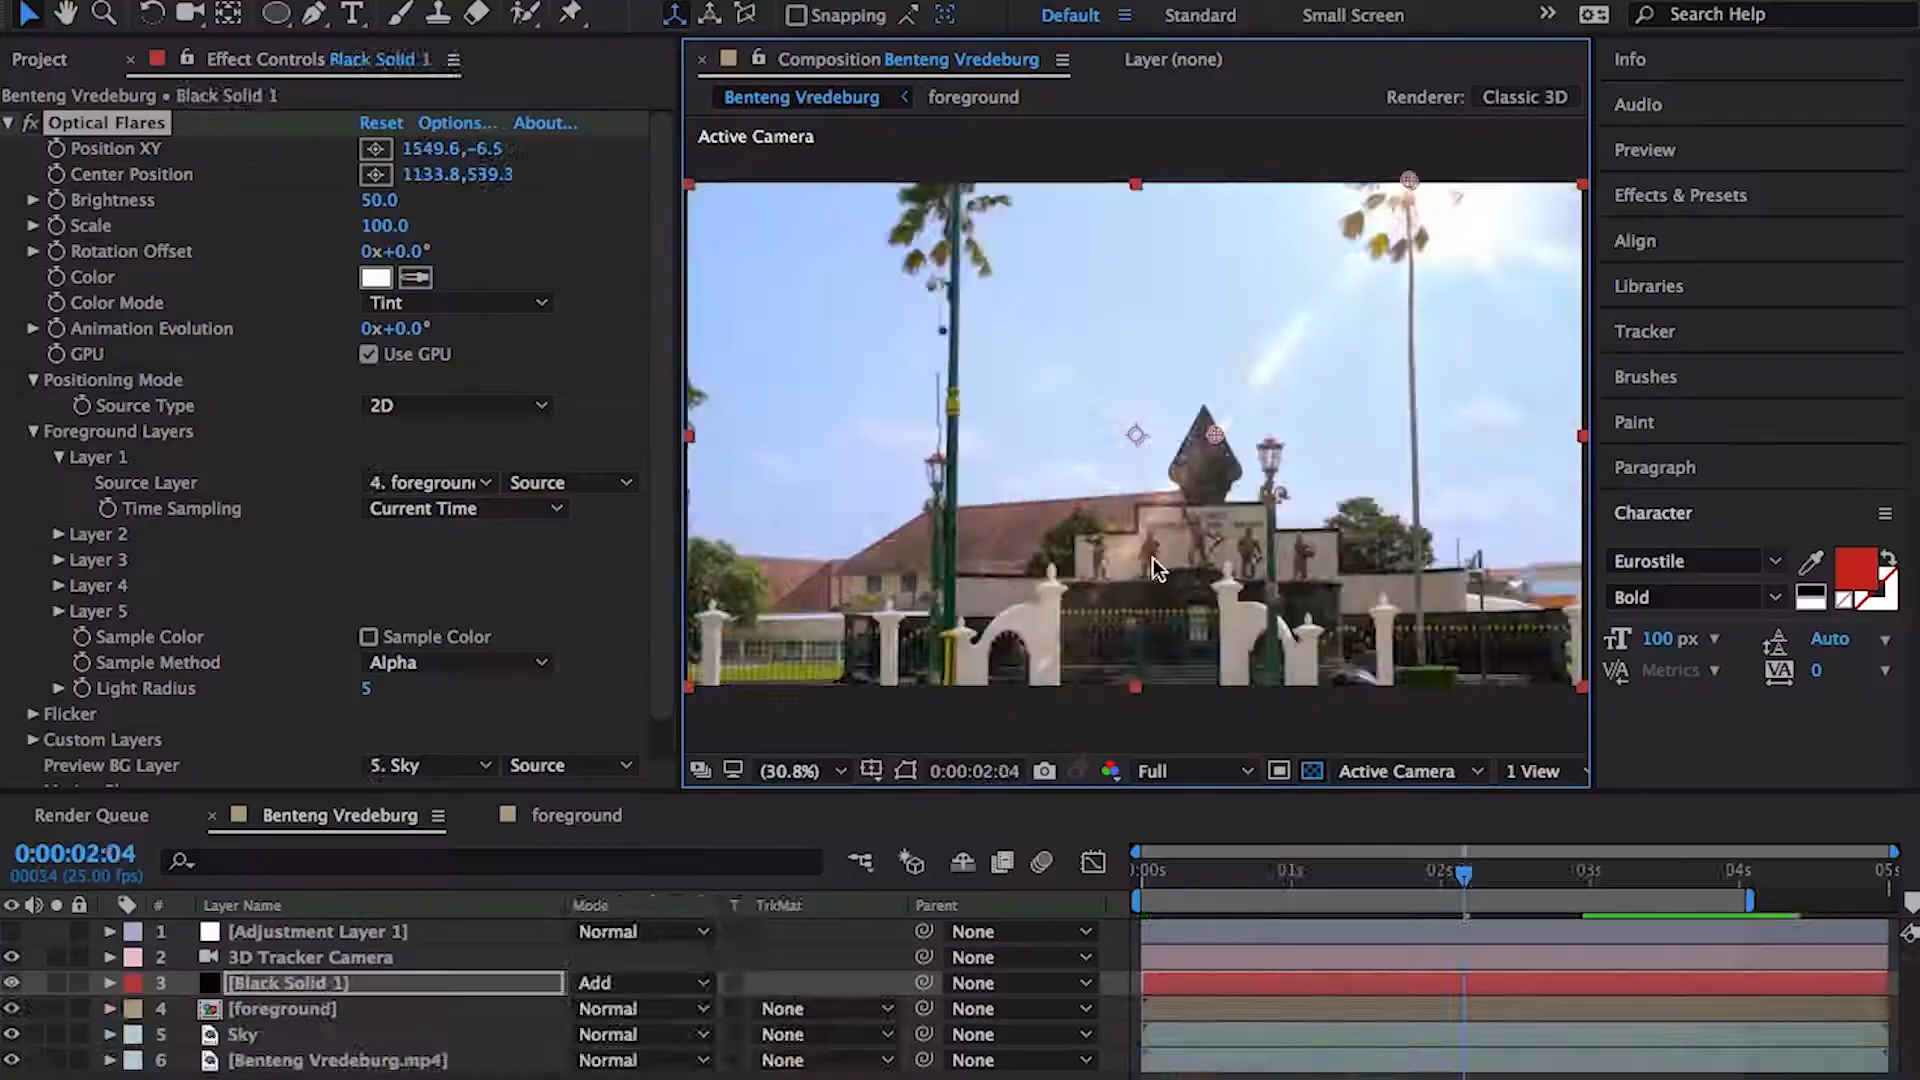 Snapping
Default
Standard
Small Screen
Search Help
Project
Effect Controls Black Solid 1
Benteng Vredeburg • Black Solid 1
fx Optical Flares
Reset
Options...
About...
Position XY
1549.6,-6.5
Center Position
1133.8,539.3
Brightness
50.0
Scale
100.0
Rotation Offset
0x+0.0°
Color
Color Mode
Tint
Animation Evolution
0x+0.0°
GPU
Use GPU
Positioning Mode
Source Type
2D
Foreground Layers
Layer 1
Source Layer
4. foregroun
Source
Time Sampling
Current Time
Layer 2
Layer 3
Layer 4
Layer 5
Sample Color
Sample Color
Sample Method
Alpha
Light Radius
5
Flicker
Custom Layers
Preview BG Layer
5. Sky
Source
Composition Benteng Vredeburg
Layer (none)
Benteng Vredeburg
foreground
Renderer:
Classic 3D
Active Camera
(30.8%)
0:00:02:04
Full
Active Camera
1 View
Info
Audio
Preview
Effects & Presets
Align
Libraries
Tracker
Brushes
Paint
Paragraph
Character
Eurostile
Bold
100 px
Auto
Metrics
0
Render Queue
Benteng Vredeburg
foreground
0:00:02:04
00034 (25.00 fps)
:00s
01s
02s
03s
04s
05s
#
Layer Name
Mode
T
TrkMat
Parent
1
[Adjustment Layer 1]
Normal
None
2
3D Tracker Camera
None
3
[Black Solid 1]
Add
None
4
[foreground]
Normal
None
None
5
Sky
Normal
None
None
6
[Benteng Vredeburg.mp4]
Normal
None
None